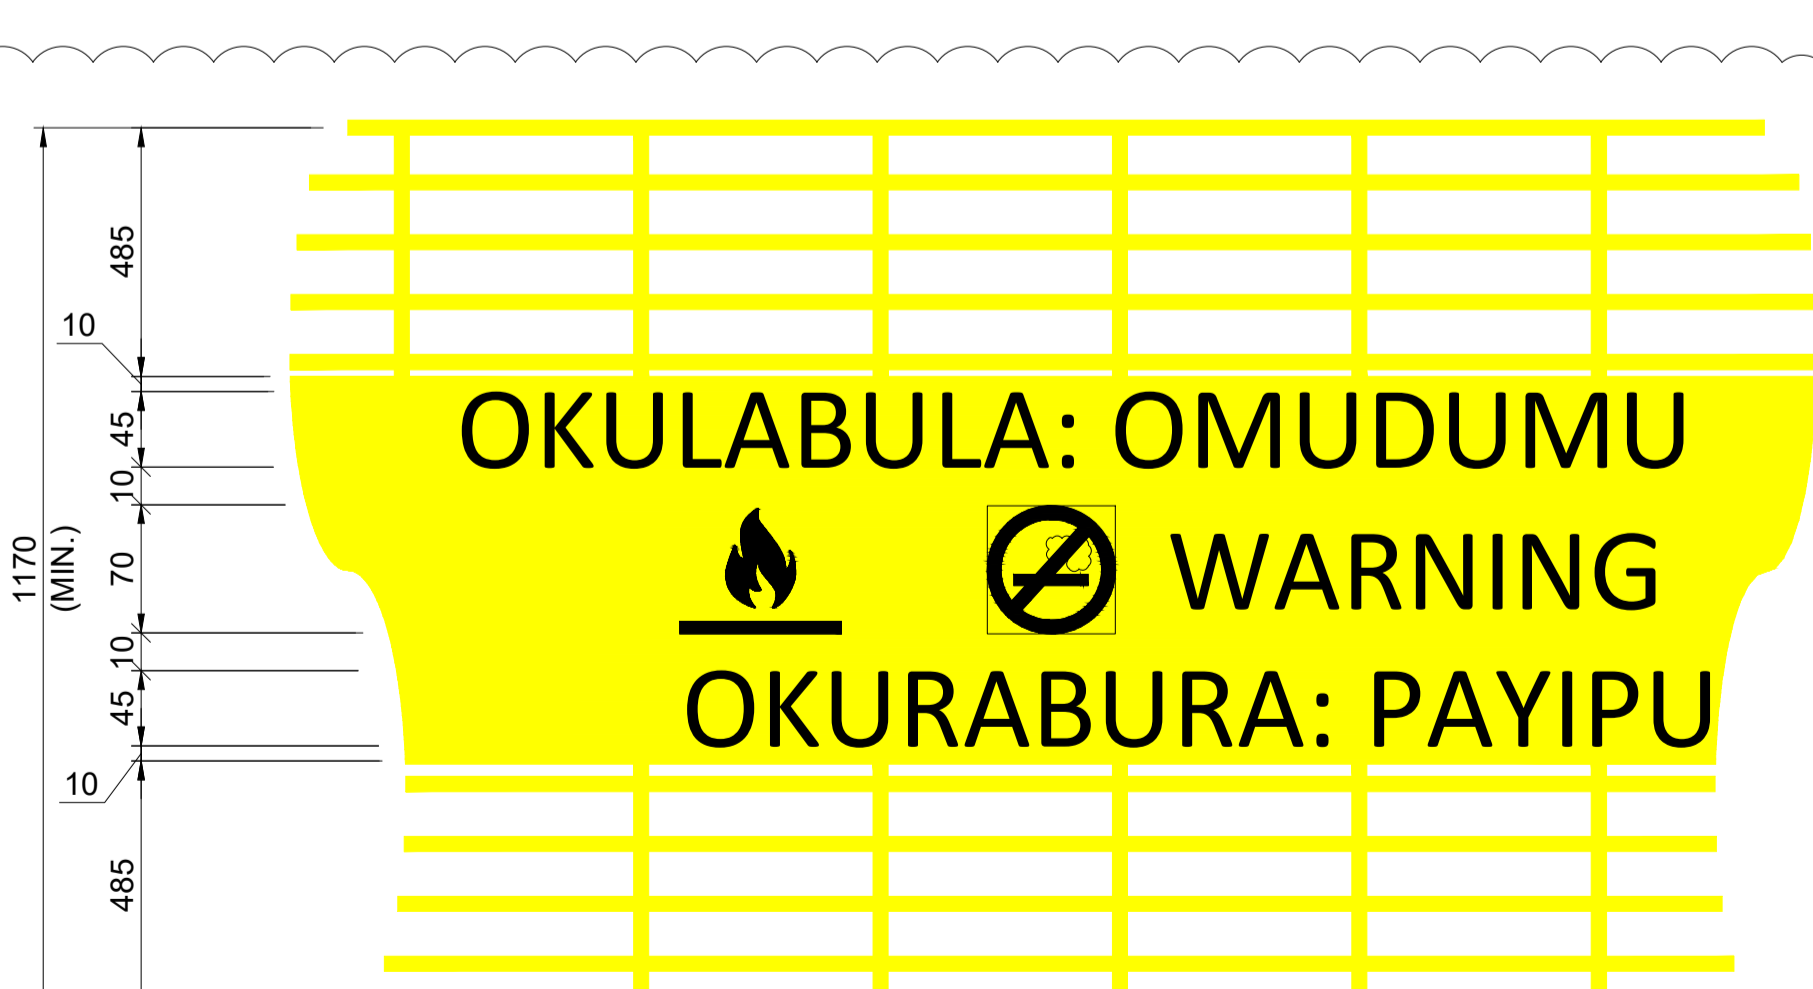 485
10
45
10
70
10
45
10
485
1170
(MIN.)
OKULABULA: OMUDUMU
WARNING
OKURABURA: PAYIPU